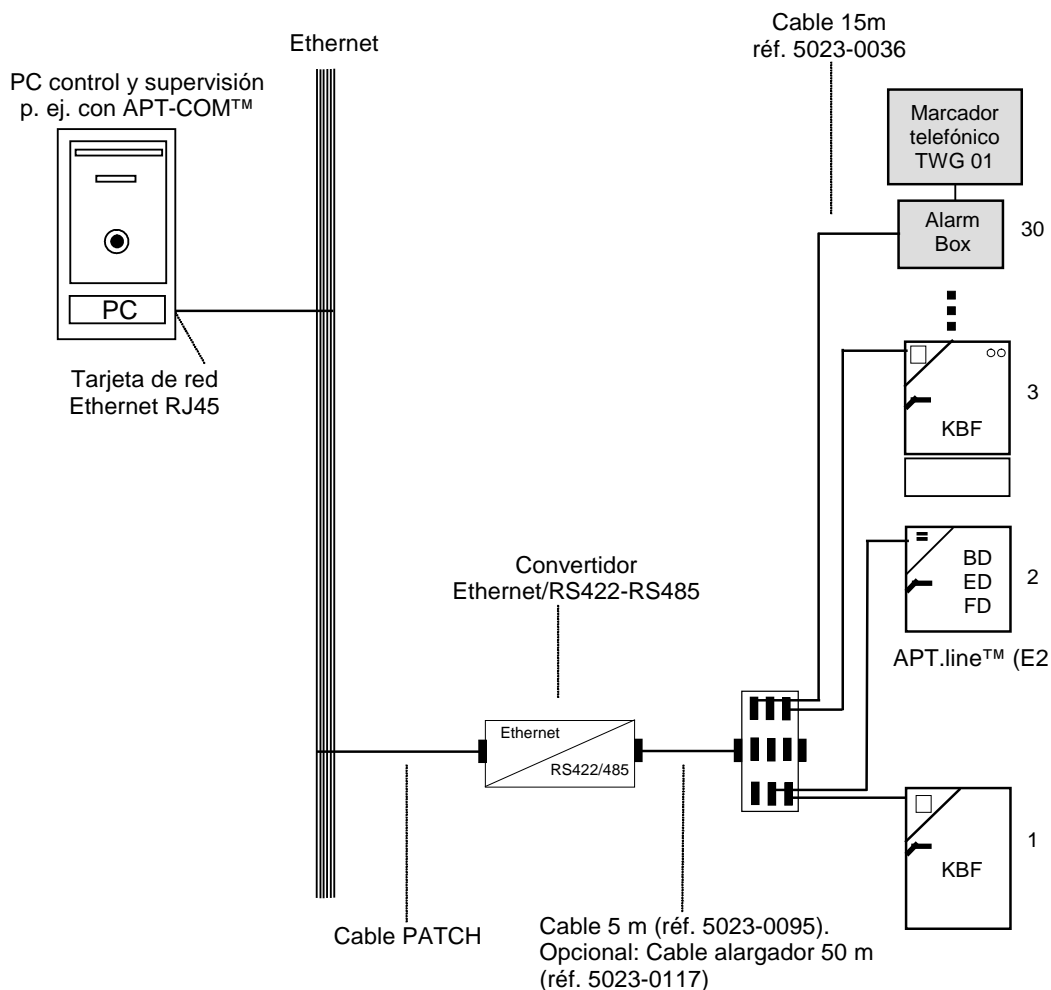 Ethernet
Cable 15m
réf. 5023-0036
PC control y supervisión
p. ej. con APT-COM™
PC
Tarjeta de red
Ethernet RJ45
Marcador
telefónico
TWG 01
Alarm
Box
30
KBF
3
BD
ED
FD
2
APT.line™ (E2
Convertidor
Ethernet/RS422-RS485
Ethernet
RS422/485
KBF
1
Cable PATCH
Cable 5 m (réf. 5023-0095).
Opcional: Cable alargador 50 m
(réf. 5023-0117)